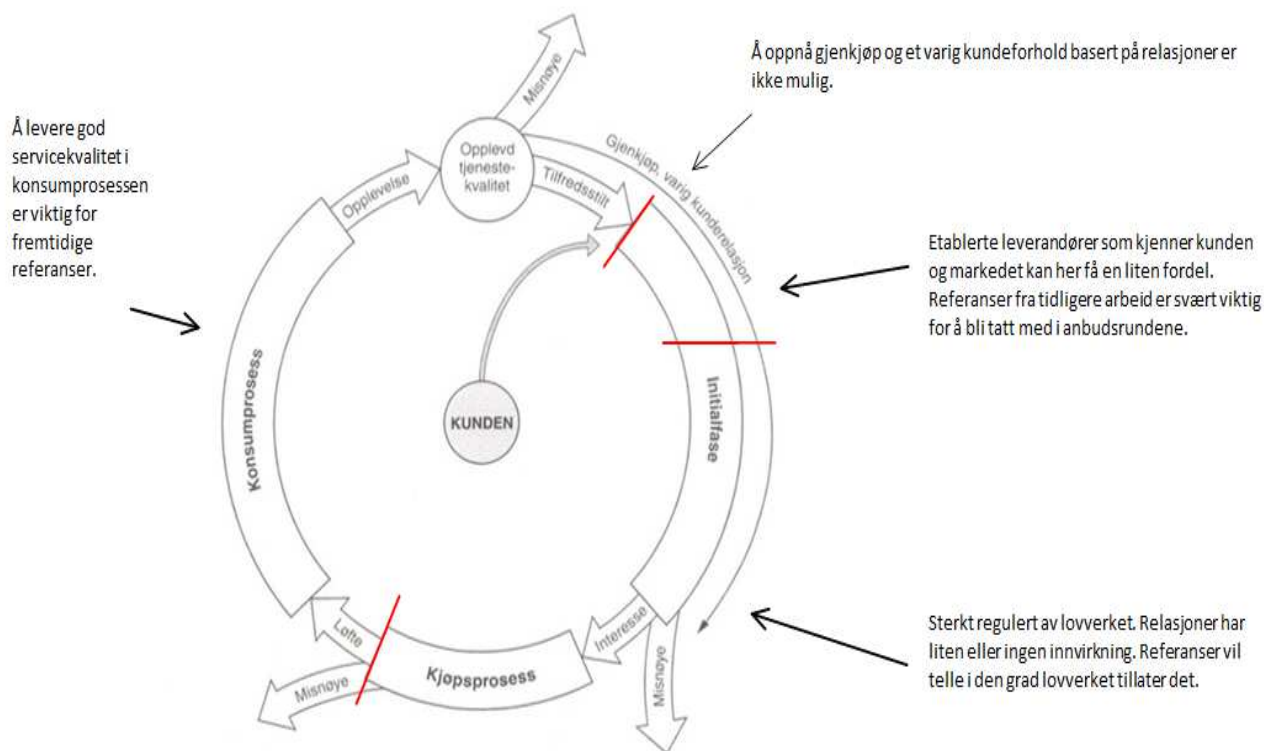 Å oppnå gjenkjøp og et varig kundeforhold basert på relasjoner er
ikke mulig.
Å levere god
servicekvalitet i
konsumprosessen
er viktig for
fremtidige
referanser.
Misnøye
Opplevd
tjeneste-
kvalitet
Opplevelse
Tilfredsstilt
Gjenkjøp, varig kunderelasjon
Etablerte leverandører som kjenner kunden
og markedet kan her få en liten fordel.
Referanser fra tidligere arbeid er svært viktig
for å bli tatt med i anbudsrundene.
Konsumprosess
KUNDEN
Initialfase
Løfte
Misnøye
Kjøpsprosess
Interesse
Misnøye
Sterkt regulert av lovverket. Relasjoner har
liten eller ingen innvirkning. Referanser vil
telle i den grad lovverket tillater det.